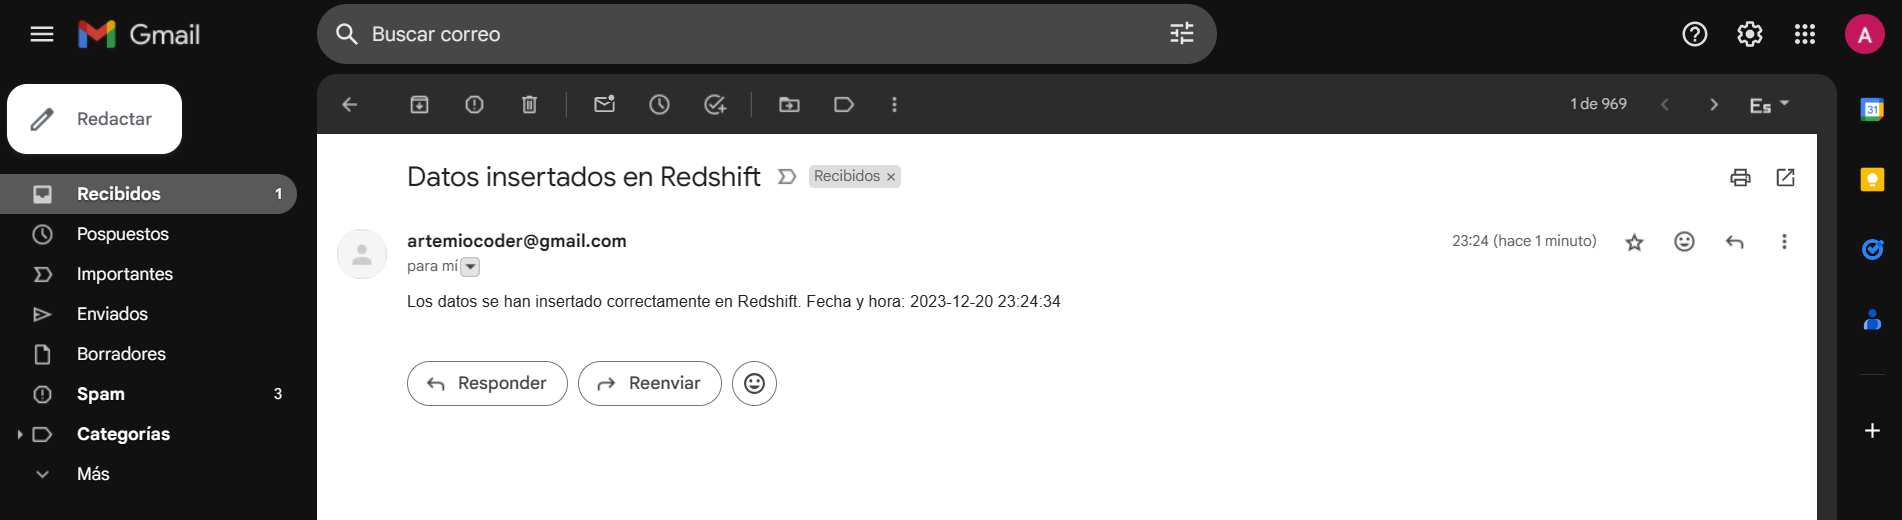 Gmail
Buscar correo
A
Redactar
1 de 969
Es
31
Recibidos 1
Pospuestos
Importantes
Enviados
Borradores
Spam 3
Categorías
Más
Datos insertados en Redshift Recibidos ×
artemiocoder@gmail.com 23:24 (hace 1 minuto)
para mí
Los datos se han insertado correctamente en Redshift. Fecha y hora: 2023-12-20 23:24:34
Responder Reenviar